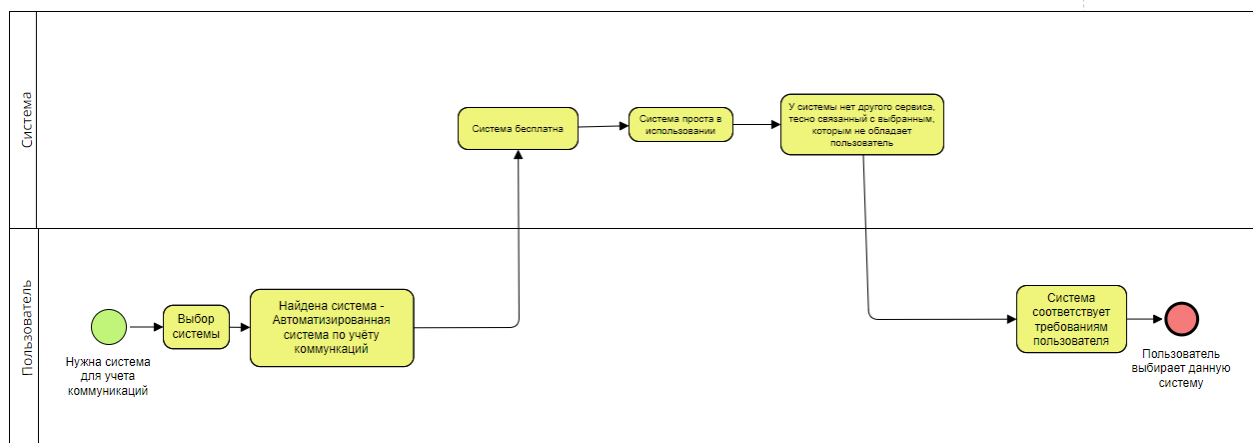 Система
Система бесплатна
Система проста в
использовании
У системы нет другого сервиса,
тесно связанный с выбранным,
которым не обладает
пользователь
Пользователь
Нужна система
для учета
коммуникаций
Выбор
системы
Найдена система -
Автоматизированная
система по учёту
коммункаций
Система
соответствует
требованиям
пользователя
Пользователь
выбирает данную
систему